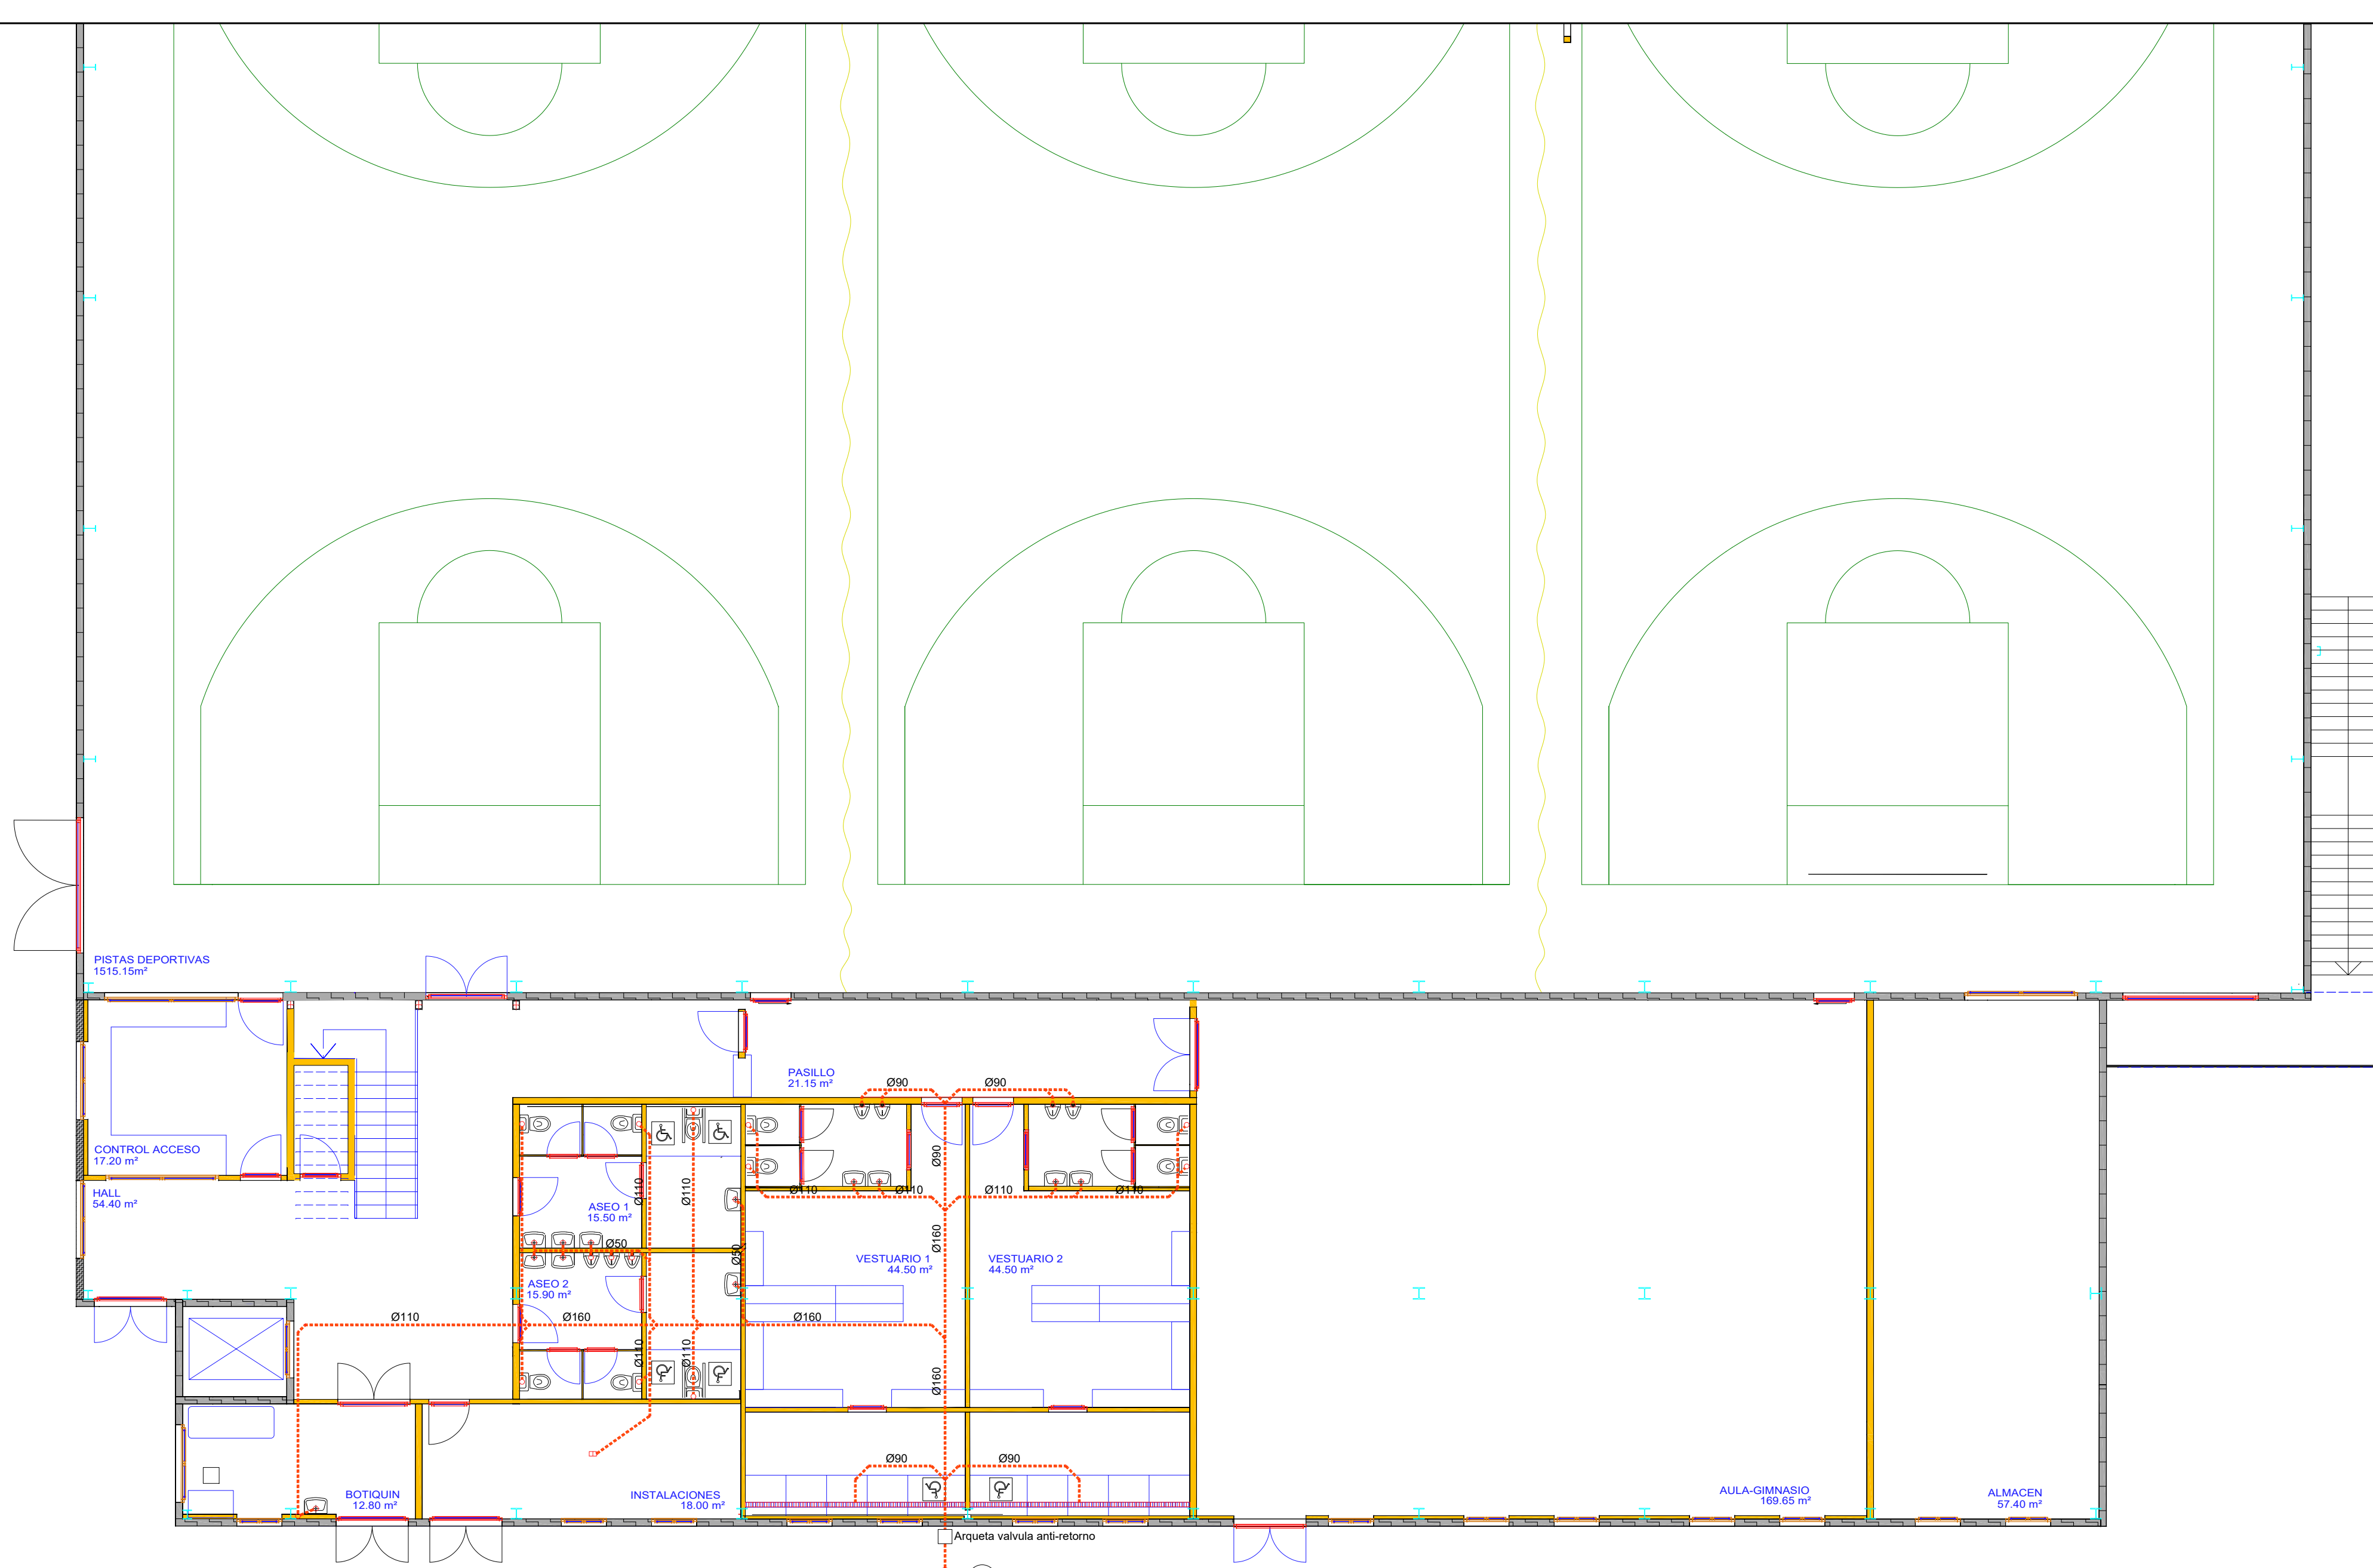 PISTAS DEPORTIVAS
1515.15m²
PASILLO
21.15 m²
Ø90
Ø90
CONTROL ACCESO
17.20 m²
Ø90
HALL
54.40 m²
Ø110
Ø110
Ø110
Ø110
Ø110
Ø110
ASEO 1
15.50 m²
Ø50
Ø50
Ø160
VESTUARIO 1
44.50 m²
VESTUARIO 2
44.50 m²
ASEO 2
15.90 m²
Ø110
Ø160
Ø160
Ø110
Ø110
Ø160
Ø90
Ø90
BOTIQUIN
12.80 m²
INSTALACIONES
18.00 m²
AULA-GIMNASIO
169.65 m²
ALMACEN
57.40 m²
Arqueta valvula anti-retorno